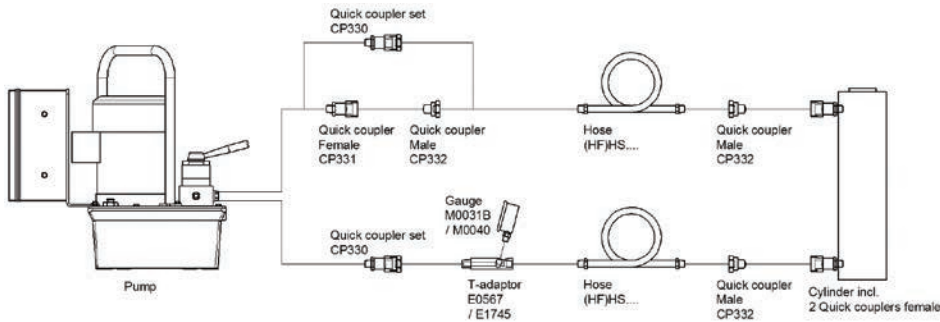 Quick coupler set
CP330
Quick coupler
Female
CP331
Quick coupler
Male
CP332
Hose
(HF)HS....
Quick coupler
Male
CP332
Gauge
M0031B
/ M0040
Quick coupler set
CP330
Pump
T-adaptor
E0567
/ E1745
Hose
(HF)HS....
Quick coupler
Male
CP332
Cylinder incl.
2 Quick couplers female